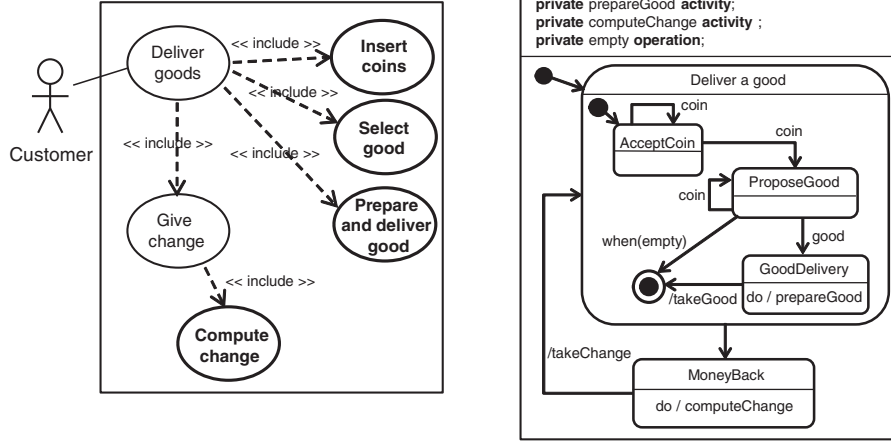 Customer
Deliver
goods
<< include >>
Insert
coins
<< include >>
Select
good
<< include >>
<< include >>
Prepare
and deliver
good
Give
change
<< include >>
Compute
change
private prepareGood activity;
private computeChange activity ;
private empty operation;
Deliver a good
coin
AcceptCoin
coin
ProposeGood
coin
when(empty)
good
GoodDelivery
do / prepareGood
/takeGood
/takeChange
MoneyBack
do / computeChange